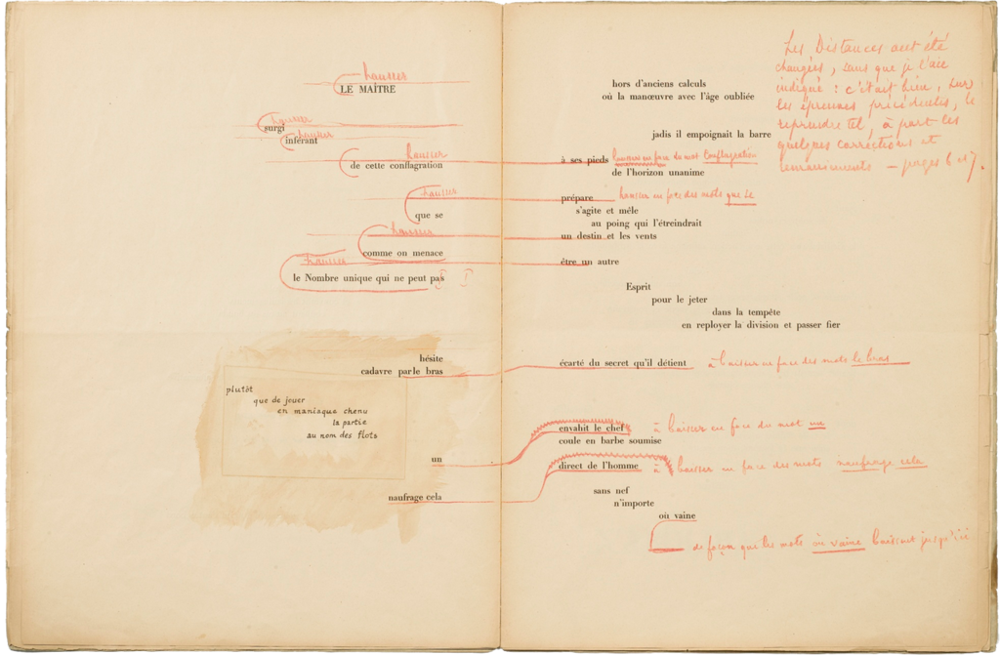 hausser
LE MAÎTRE
hausser
surgi
hausser
inférant
hausser
de cette conflagration
hausser
que se
hausser
comme on menace
hausser
le Nombre unique qui ne peut pas
hésite
cadavre par le bras
plutôt
que de jouer
en maniaque chenu
la partie
au nom des flots
un
naufrage cela
Les Distances ont été
changées, sans que je l'aie
indiqué : c'était bien, sur
les épreuves précédentes, le
reprendre tel, à part les
quelques corrections et
remaniements — pages 6 et 7.
hors d'anciens calculs
où la manœuvre avec l'âge oubliée
jadis il empoignait la barre
à ses pieds hausser en face du mot Conflagration
de l'horizon unanime
prépare hausser en face des mots que se
s'agite et mêle
au poing qui l'étreindrait
un destin et les vents
être un autre
Esprit
pour le jeter
dans la tempête
en reployer la division et passer fier
écarté du secret qu'il détient à baisser en face des mots le bras
envahit le chef à baisser en face du mot un
coule en barbe soumise
direct de l'homme à baisser en face des mots naufrage cela
sans nef
n'importe
où vaine
de façon que les mots où vaine baissent jusqu'ici